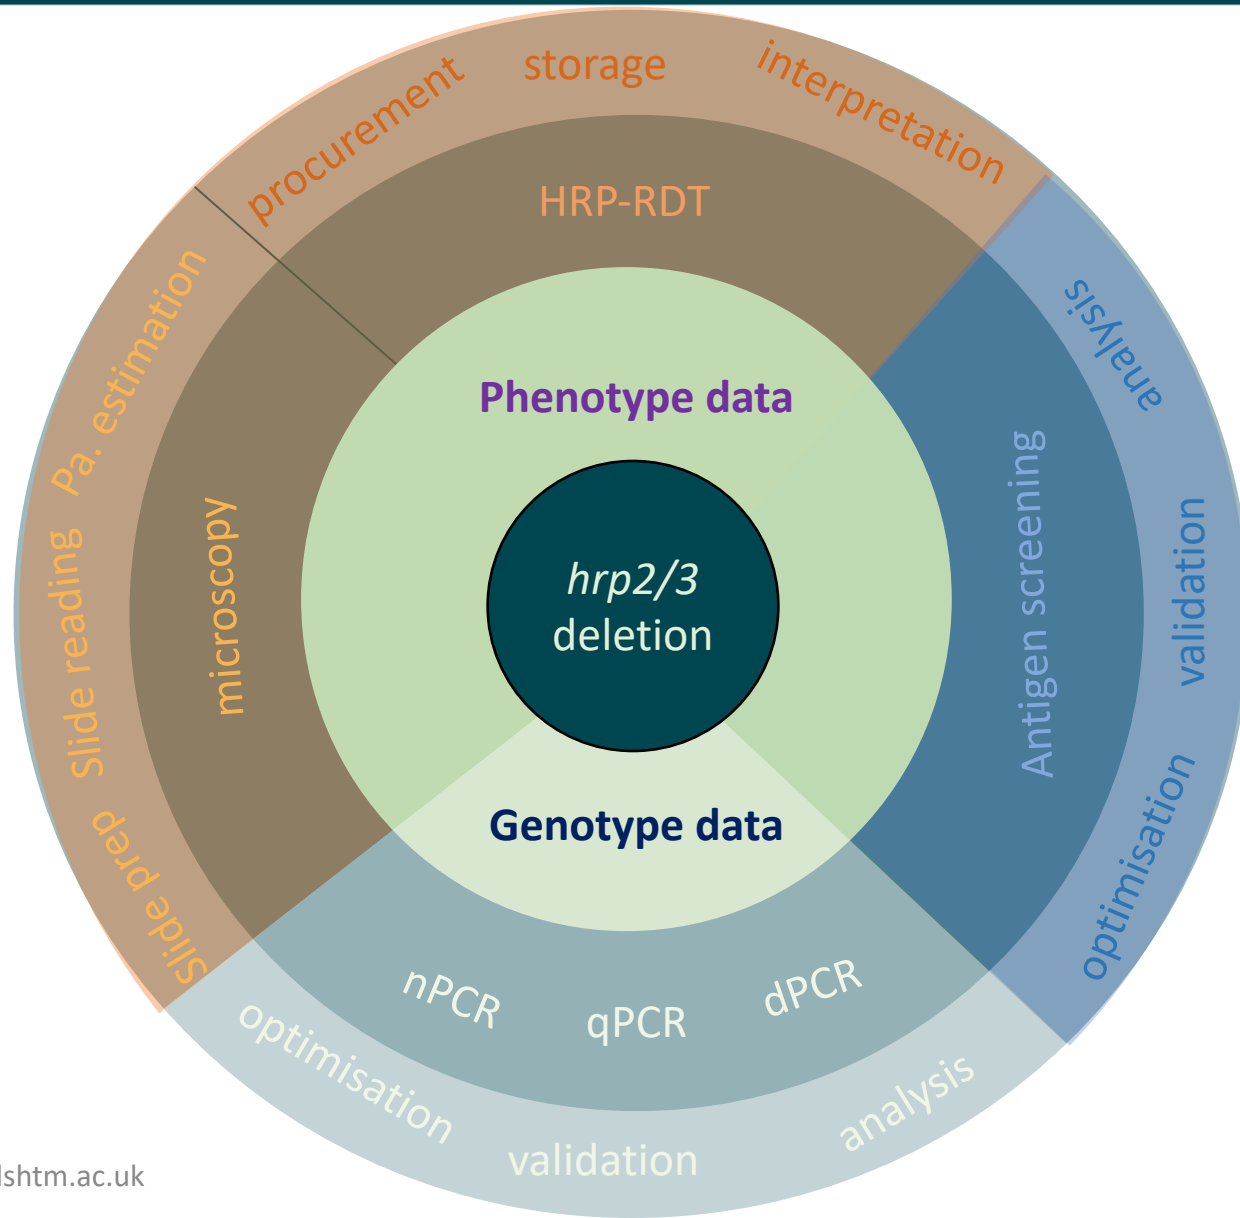 procurement
storage
interpretation
HRP-RDT
Pa. estimation
Slide reading
Slide prep
microscopy
Phenotype data
hrp2/3
deletion
Genotype data
Antigen screening
analysis
validation
optimisation
nPCR
qPCR
dPCR
optimisation
validation
analysis
lshtm.ac.uk